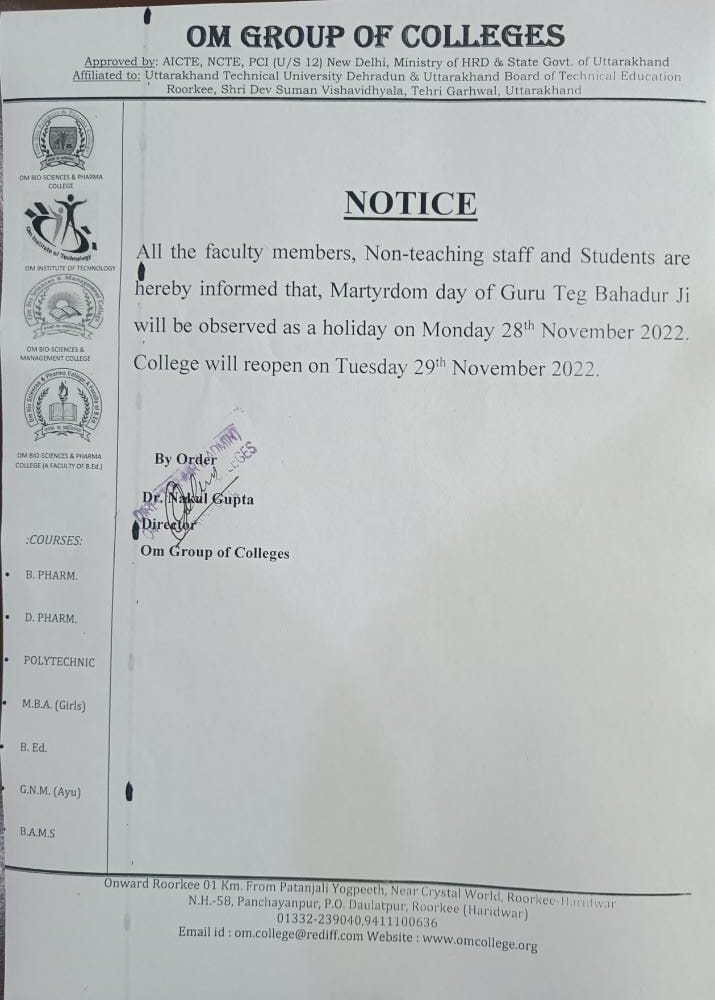 OM GROUP OF COLLEGES
Approved by: AICTE, NCTE, PCI (U/S 12) New Delhi, Ministry of HRD & State Govt. of Uttarakhand
Affiliated to: Uttarakhand Technical University Dehradun & Uttarakhand Board of Technical Education
Roorkee, Shri Dev Suman Vishavidhyala, Tehri Garhwal, Uttarakhand
OM BIO-SCIENCES & PHARMA
COLLEGE
Om Institute of Technology
OM INSTITUTE OF TECHNOLOGY
OM BIO-SCIENCES &
MANAGEMENT COLLEGE
OM BIO-SCIENCES & PHARMA
COLLEGE (A FACULTY OF B.Ed.)
:COURSES:
• B. PHARM.
• D. PHARM.
• POLYTECHNIC
• M.B.A. (Girls)
• B. Ed.
• G.N.M. (Ayu)
• B.A.M.S
NOTICE
All the faculty members, Non-teaching staff and Students are
hereby informed that, Martyrdom day of Guru Teg Bahadur Ji
will be observed as a holiday on Monday 28th November 2022.
College will reopen on Tuesday 29th November 2022.
By Order
Dr. Nakul Gupta
Director
Om Group of Colleges
Onward Roorkee 01 Km. From Patanjali Yogpeeth, Near Crystal World, Roorkee-Haridwar
N.H.-58, Panchayanpur, P.O. Daulatpur, Roorkee (Haridwar)
01332-239040,9411100636
Email id : om.college@rediff.com Website : www.omcollege.org